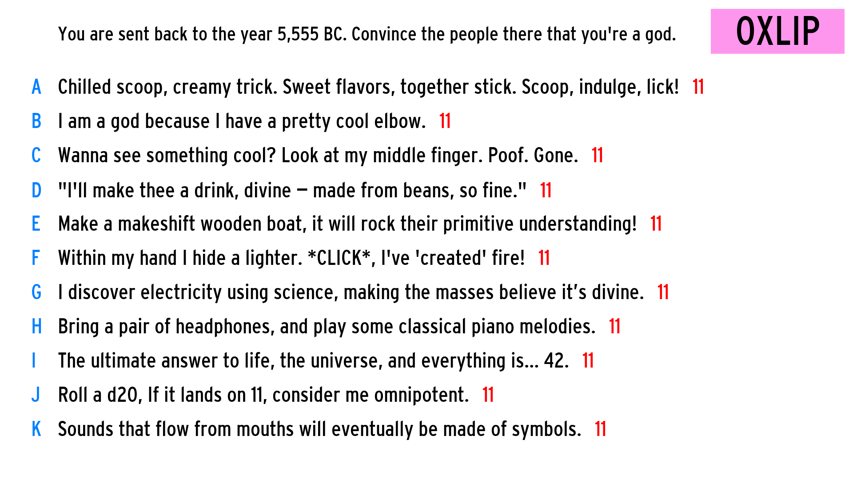 You are sent back to the year 5,555 BC. Convince the people there that you're a god.
OXLIP
A Chilled scoop, creamy trick. Sweet flavors, together stick. Scoop, indulge, lick! 11
B I am a god because I have a pretty cool elbow. 11
C Wanna see something cool? Look at my middle finger. Poof. Gone. 11
D "I'll make thee a drink, divine – made from beans, so fine." 11
E Make a makeshift wooden boat, it will rock their primitive understanding! 11
F Within my hand I hide a lighter. *CLICK*, I've 'created' fire! 11
G I discover electricity using science, making the masses believe it’s divine. 11
H Bring a pair of headphones, and play some classical piano melodies. 11
I The ultimate answer to life, the universe, and everything is... 42. 11
J Roll a d20, If it lands on 11, consider me omnipotent. 11
K Sounds that flow from mouths will eventually be made of symbols. 11